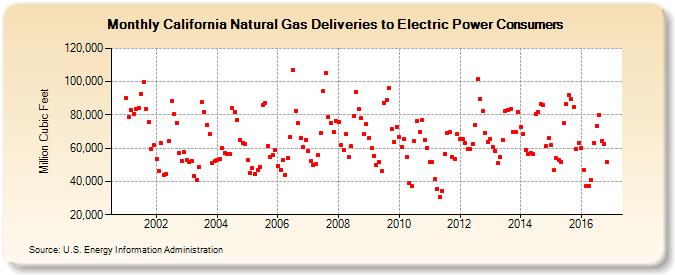 Monthly California Natural Gas Deliveries to Electric Power Consumers
Million Cubic Feet
120,000
100,000
80,000
60,000
40,000
20,000
2002 2004 2006 2008 2010 2012 2014 2016
Source: U.S. Energy Information Administration